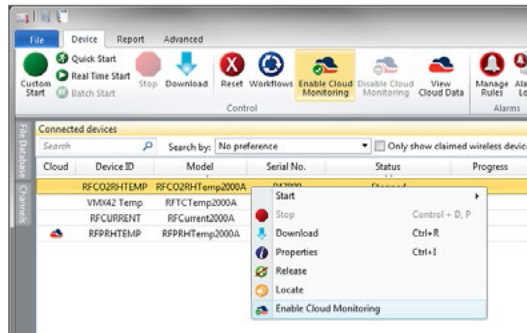 File Device Report Advanced
Custom Start
Quick Start
Real Time Start
Batch Start
Stop
Download
Reset
Workflows
Enable Cloud Monitoring
Disable Cloud Monitoring
View Cloud Data
Manage Rules
Control
Alarms
File Database
Channels
Connected devices
Search Search by: No preference Only show claimed wireless
Cloud Device ID Model Serial No. Status Progress
RFCO2RHTEMP RFCO2RHTemp2000A
VMX42 Temp RFTCTemp2000A
RFCURRENT RFCurrent2000A
RFPRHTEMP RFPRHTemp2000A
Start
Stop Control + D, P
Download Ctrl+R
Properties Ctrl+I
Release
Locate
Enable Cloud Monitoring